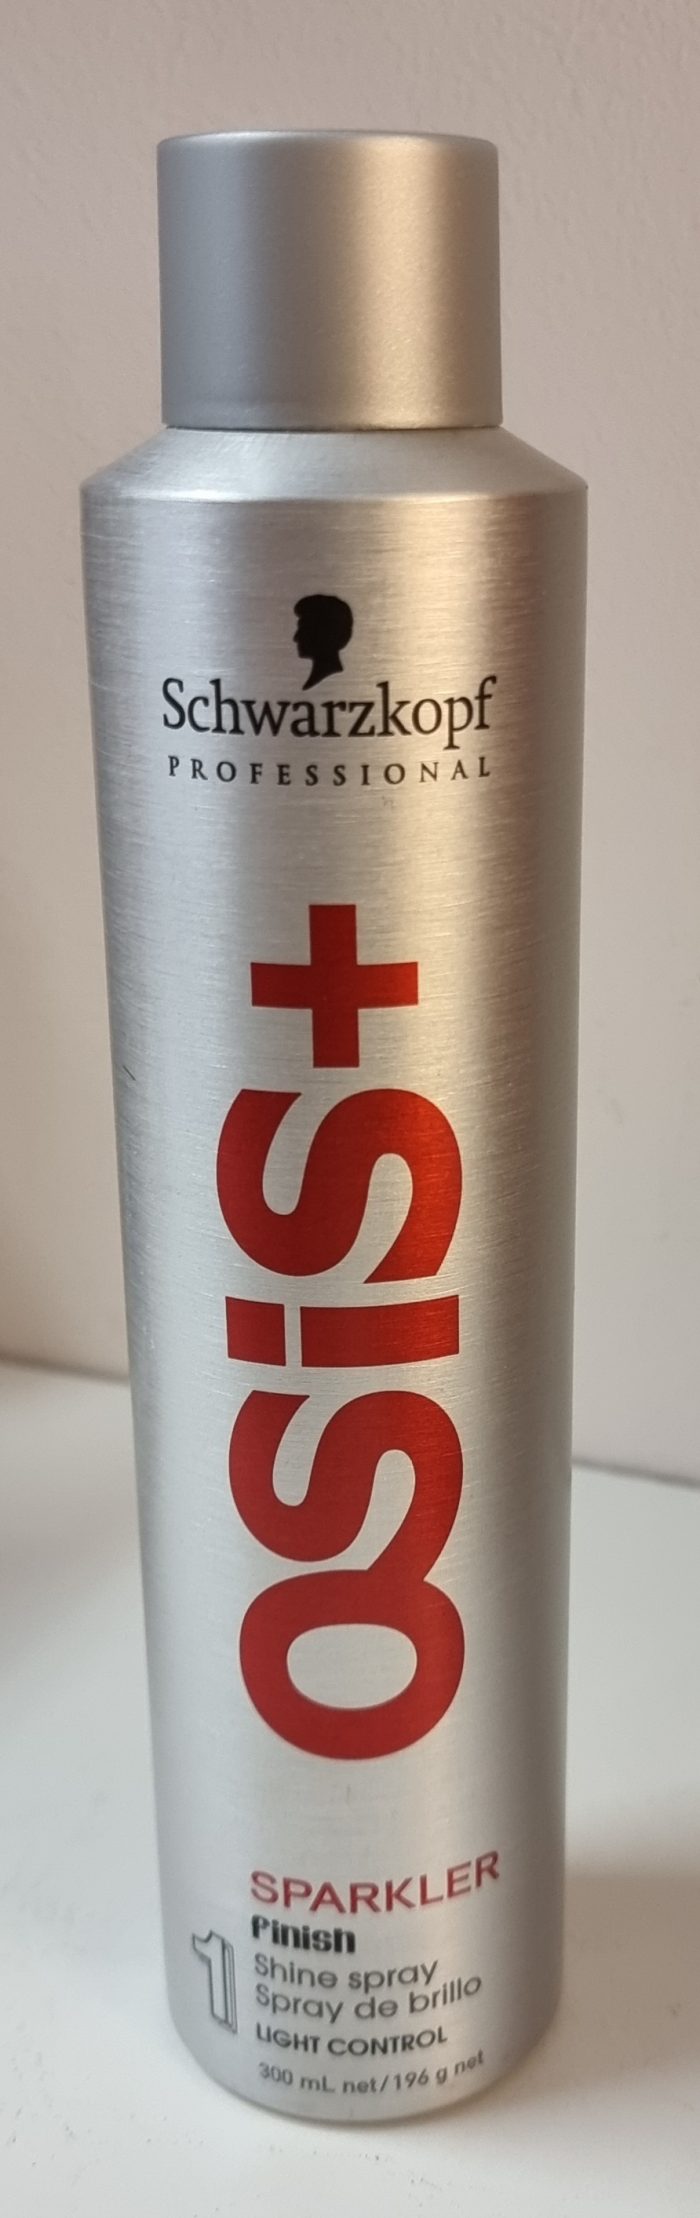 Schwarzkopf
PROFESSIONAL
OSiS+
SPARKLER
Finish
1
Shine spray
Spray de brillo
LIGHT CONTROL
300 mL net/196 g net